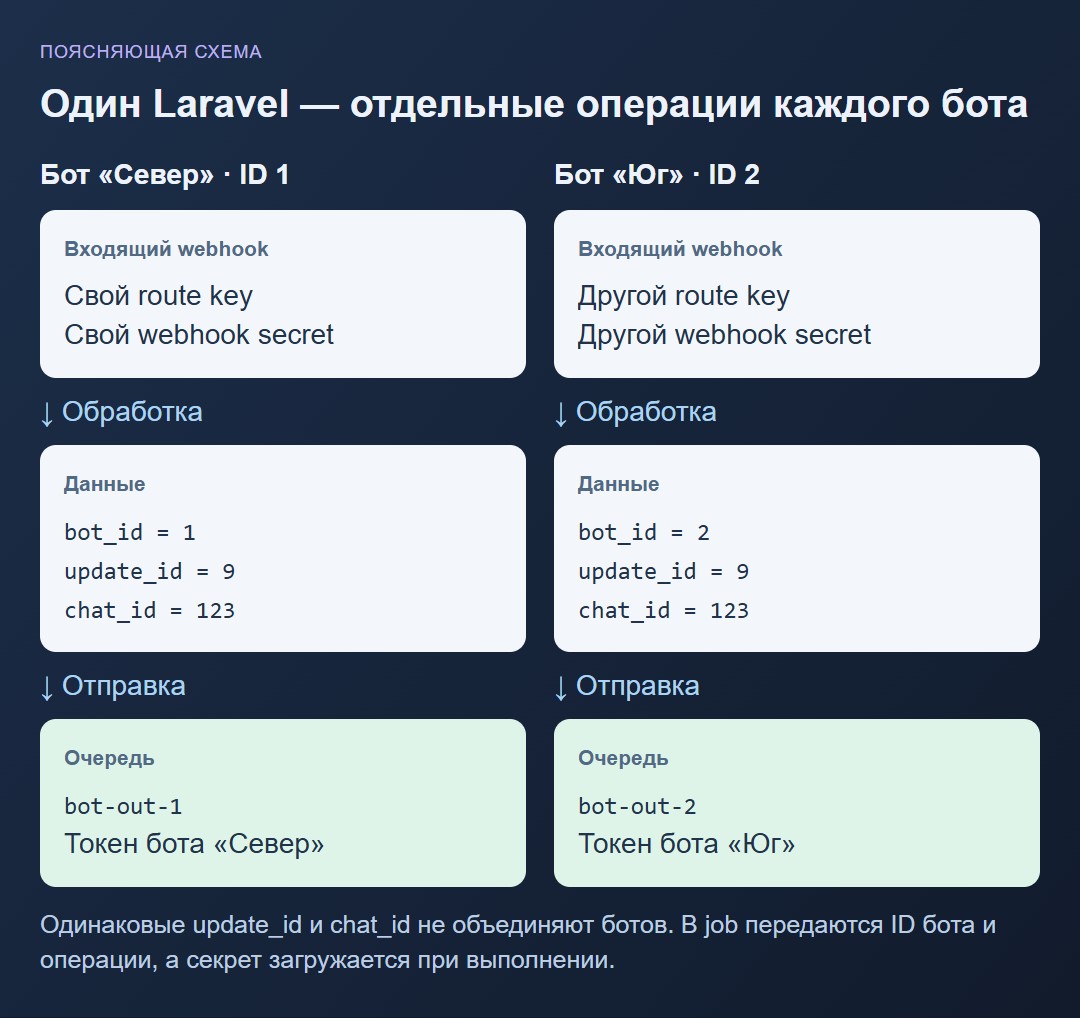 ПОЯСНЯЮЩАЯ СХЕМА
Один Laravel — отдельные операции каждого бота
Бот «Север» · ID 1
Входящий webhook
Свой route key
Свой webhook secret
↓ Обработка
Данные
bot_id = 1
update_id = 9
chat_id = 123
↓ Отправка
Очередь
bot-out-1
Токен бота «Север»
Бот «Юг» · ID 2
Входящий webhook
Другой route key
Другой webhook secret
↓ Обработка
Данные
bot_id = 2
update_id = 9
chat_id = 123
↓ Отправка
Очередь
bot-out-2
Токен бота «Юг»
Одинаковые update_id и chat_id не объединяют ботов. В job передаются ID бота и
операции, а секрет загружается при выполнении.